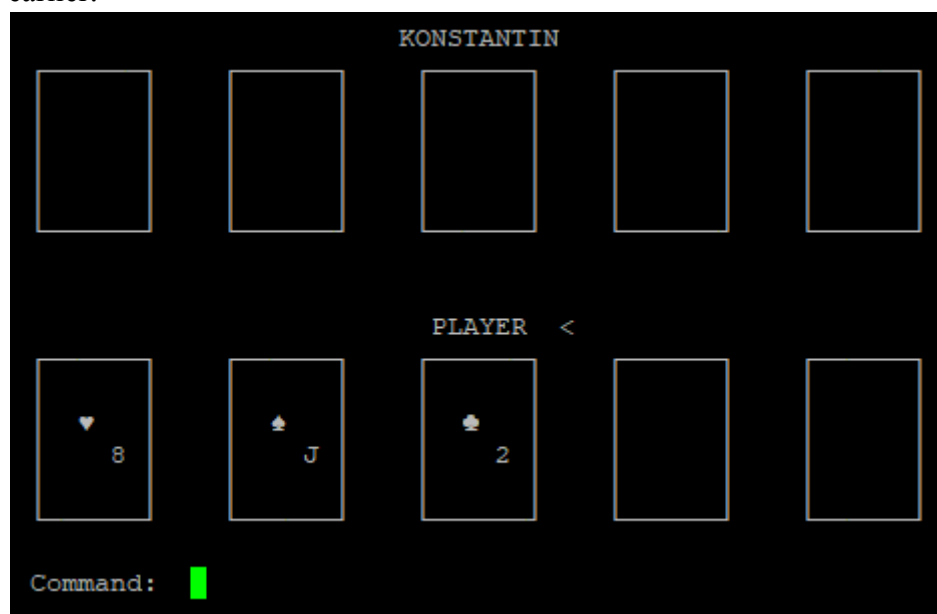 KONSTANTIN
PLAYER <
♥ ♠ ♣
8 J 2
Command: